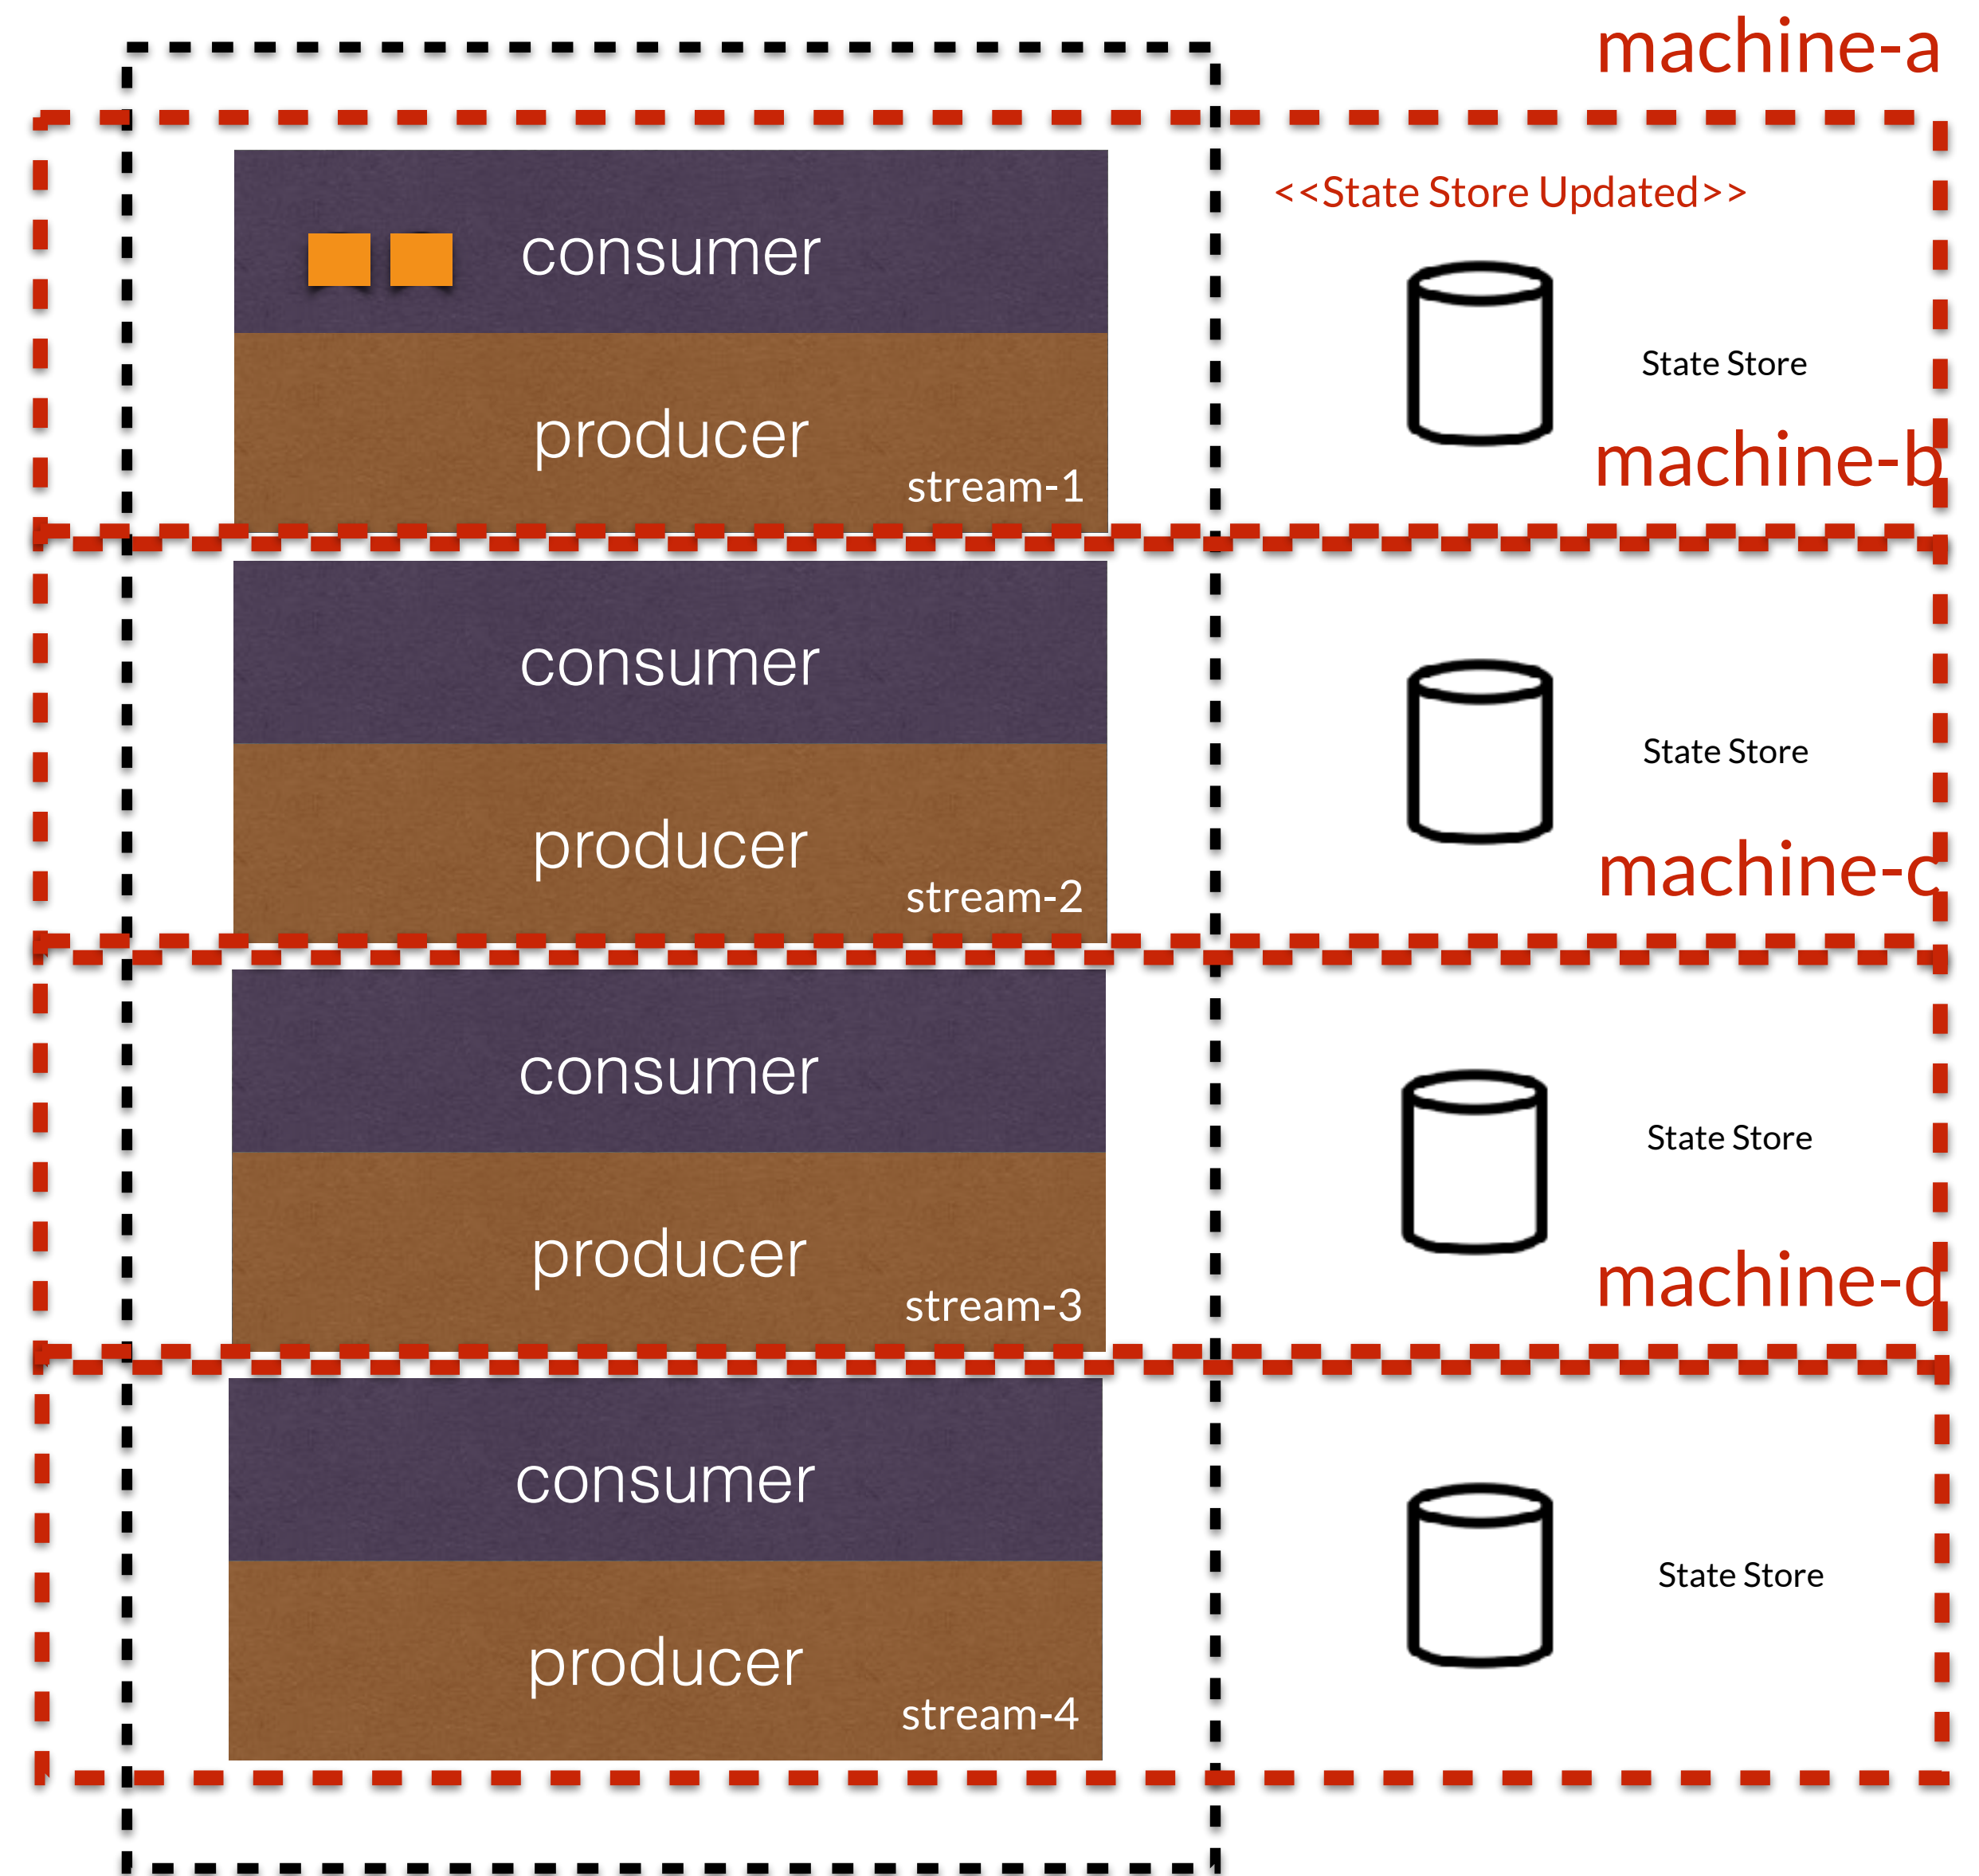 machine-a
<<State Store Updated>>
consumer
State Store
producer
machine-b
stream-1
consumer
State Store
producer
machine-c
stream-2
consumer
State Store
producer
machine-d
stream-3
consumer
State Store
producer
stream-4